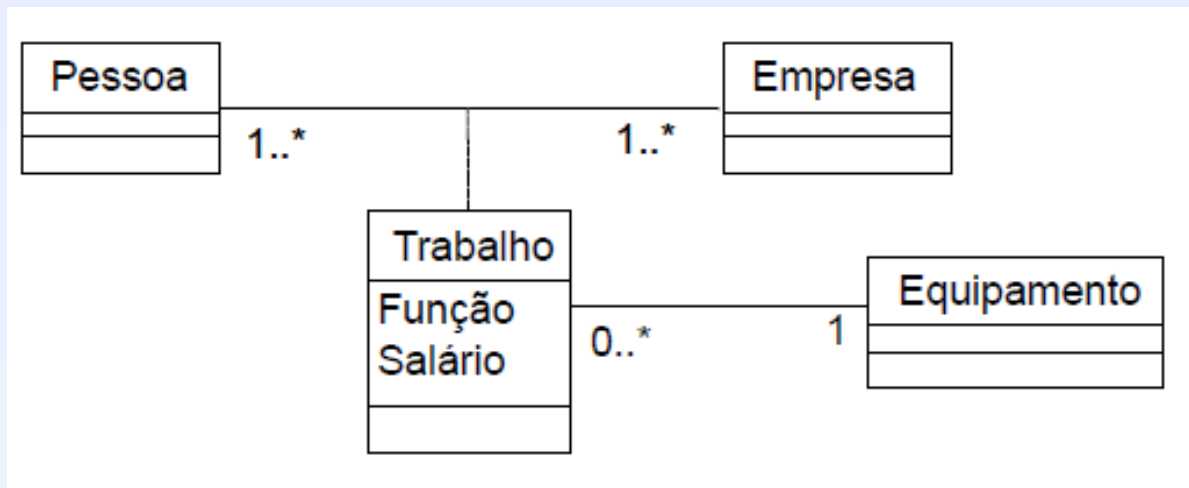 Pessoa
Empresa
1..*
1..*
Trabalho
Função
Salário
Equipamento
0..*
1